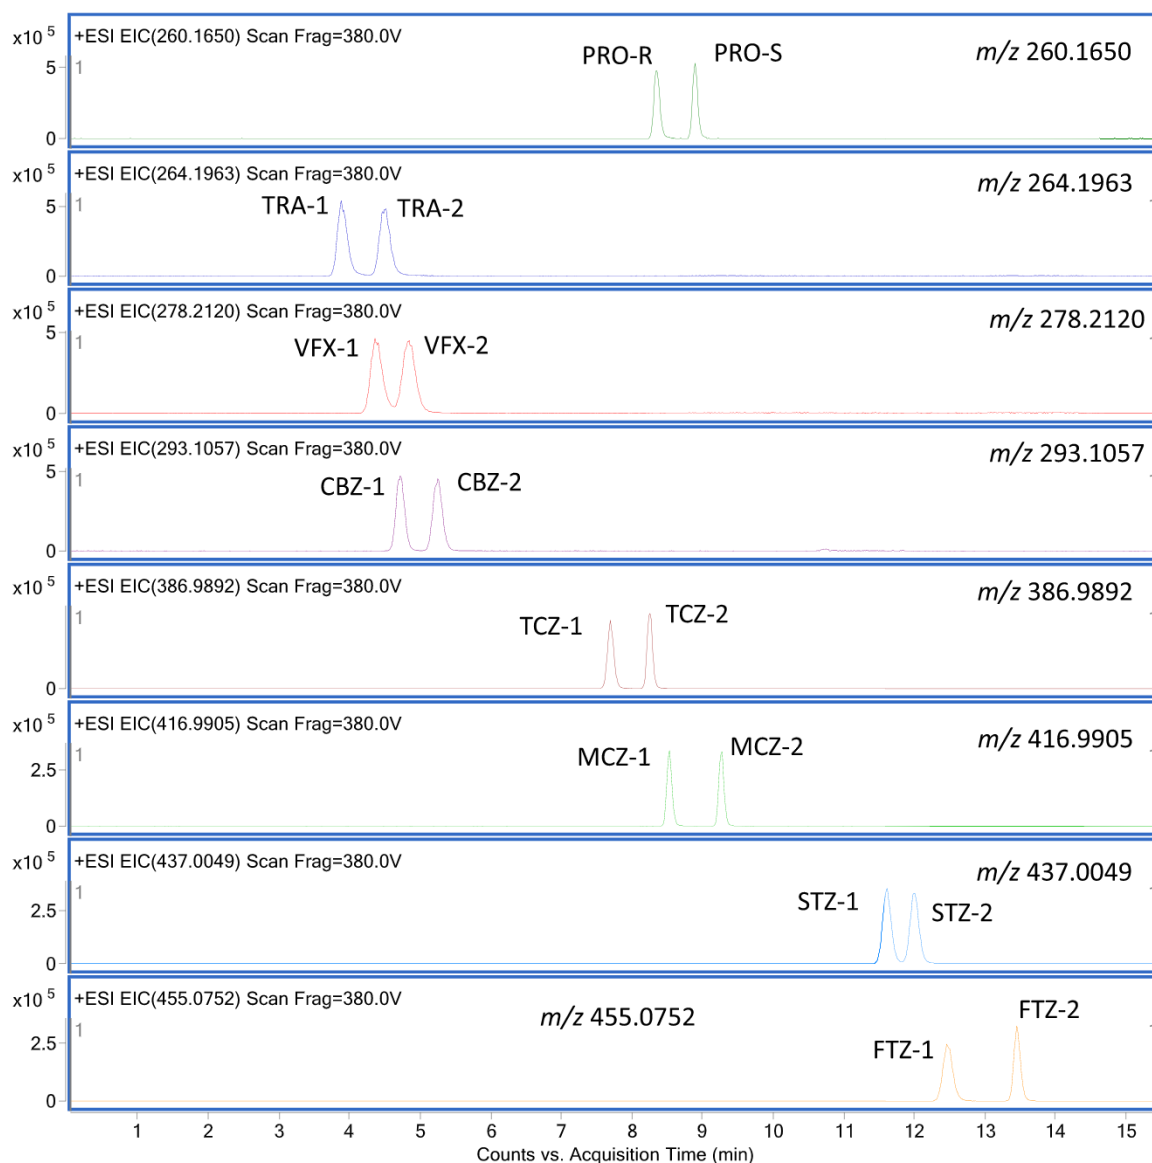 x10 5 +ESI EIC(260.1650) Scan Frag=380.0V
m/z 260.1650
5 1 PRO-R PRO-S
0
x10 5 +ESI EIC(264.1963) Scan Frag=380.0V
m/z 264.1963
5 1 TRA-1 TRA-2
0
x10 5 +ESI EIC(278.2120) Scan Frag=380.0V
m/z 278.2120
5 1 VFX-1 VFX-2
0
x10 5 +ESI EIC(293.1057) Scan Frag=380.0V
m/z 293.1057
5 1 CBZ-1 CBZ-2
0
x10 5 +ESI EIC(386.9892) Scan Frag=380.0V
m/z 386.9892
1 TCZ-1 TCZ-2
0
x10 5 +ESI EIC(416.9905) Scan Frag=380.0V
m/z 416.9905
1 MCZ-1 MCZ-2
2.5
0
x10 5 +ESI EIC(437.0049) Scan Frag=380.0V
m/z 437.0049
1 STZ-1 STZ-2
2.5
0
x10 5 +ESI EIC(455.0752) Scan Frag=380.0V
m/z 455.0752
1 FTZ-1 FTZ-2
2.5
0
1 2 3 4 5 6 7 8 9 10 11 12 13 14 15
Counts vs. Acquisition Time (min)